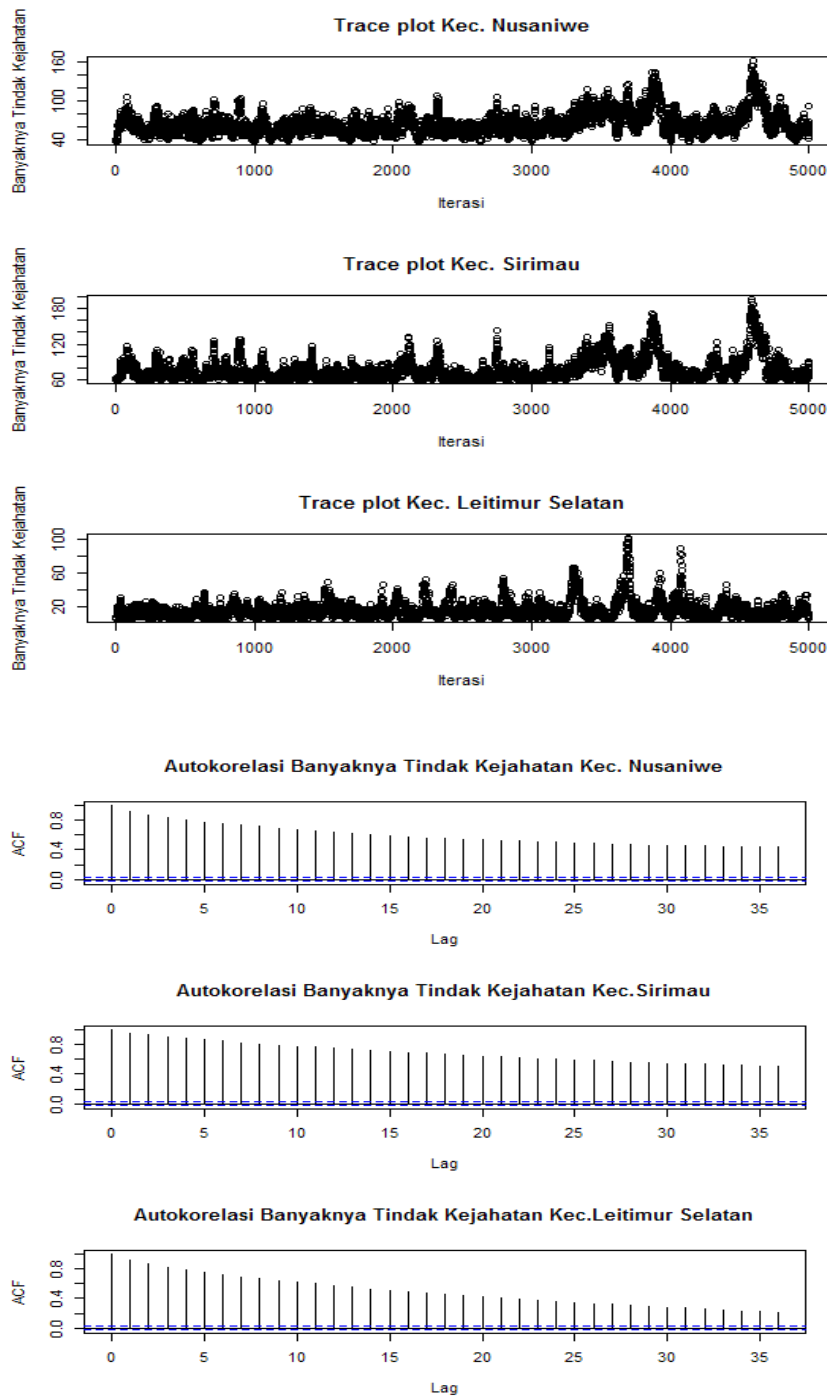 Trace plot Kec. Nusaniwe
Banyaknya Tindak Kejahatan
160
100
40
0 1000 2000 3000 4000 5000
Iterasi
Trace plot Kec. Sirimau
Banyaknya Tindak Kejahatan
180
120
60
0 1000 2000 3000 4000 5000
Iterasi
Trace plot Kec. Leitimur Selatan
Banyaknya Tindak Kejahatan
100
60
20
0 1000 2000 3000 4000 5000
Iterasi
Autokorelasi Banyaknya Tindak Kejahatan Kec. Nusaniwe
ACF
0.8
0.4
0.0
0 5 10 15 20 25 30 35
Lag
Autokorelasi Banyaknya Tindak Kejahatan Kec.Sirimau
ACF
0.8
0.4
0.0
0 5 10 15 20 25 30 35
Lag
Autokorelasi Banyaknya Tindak Kejahatan Kec.Leitimur Selatan
ACF
0.8
0.4
0.0
0 5 10 15 20 25 30 35
Lag